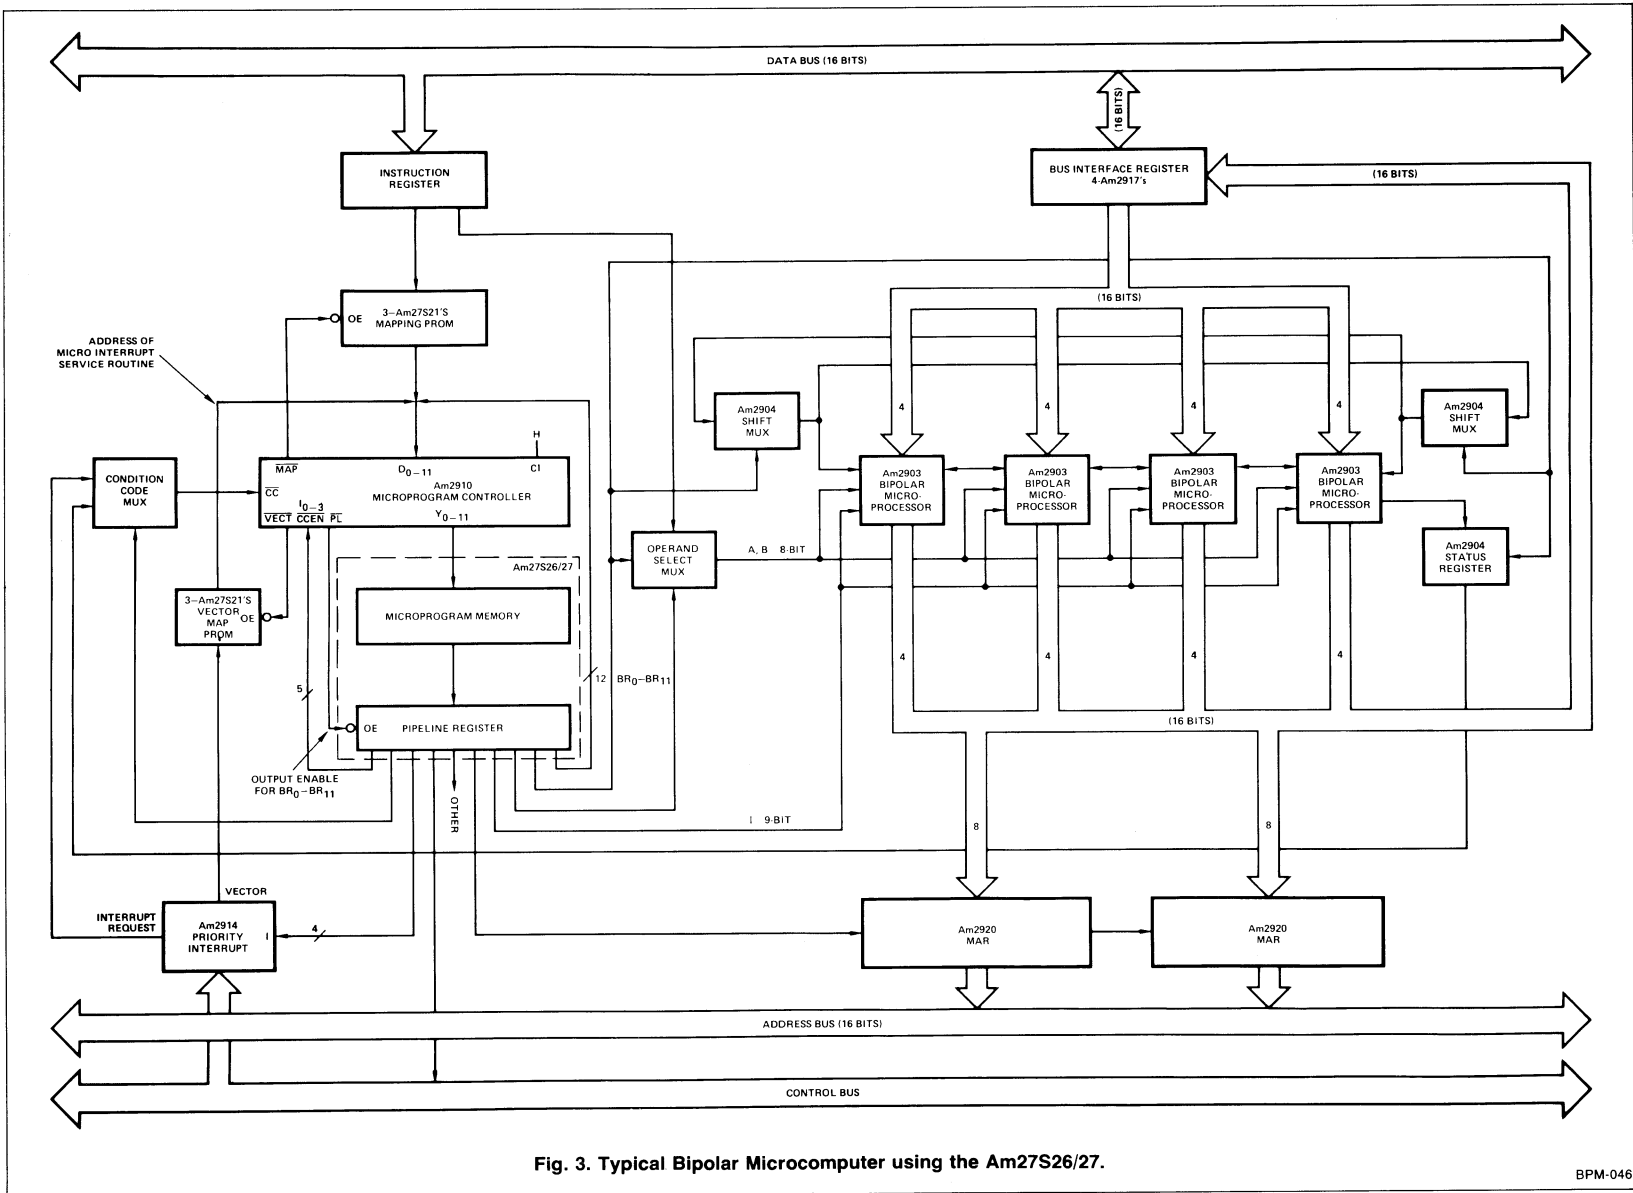 DATA BUS (16 BITS)
(16 BITS)
INSTRUCTION
REGISTER
BUS INTERFACE REGISTER
4-Am2917's
(16 BITS)
(16 BITS)
OE
3–Am27S21'S
MAPPING PROM
ADDRESS OF
MICRO INTERRUPT
SERVICE ROUTINE
Am2904
SHIFT
MUX
4
4
4
4
Am2904
SHIFT
MUX
H
MAP
D0–11
CI
CONDITION
CODE
MUX
CC
Am2910
MICROPROGRAM CONTROLLER
I0–3
VECT CCEN PL
Y0–11
Am2903
BIPOLAR
MICRO-
PROCESSOR
Am2903
BIPOLAR
MICRO-
PROCESSOR
Am2903
BIPOLAR
MICRO-
PROCESSOR
Am2903
BIPOLAR
MICRO-
PROCESSOR
OPERAND
SELECT
MUX
A, B 8-BIT
Am2904
STATUS
REGISTER
Am27S26/27
3–Am27S21'S
VECTOR
MAP
PROM
OE
MICROPROGRAM MEMORY
4
4
4
4
5
12 BR0–BR11
OE
PIPELINE REGISTER
(16 BITS)
OUTPUT ENABLE
FOR BR0–BR11
OTHER
I 9-BIT
8
8
VECTOR
INTERRUPT
REQUEST
Am2914
PRIORITY
INTERRUPT
I
4
Am2920
MAR
Am2920
MAR
ADDRESS BUS (16 BITS)
CONTROL BUS
Fig. 3. Typical Bipolar Microcomputer using the Am27S26/27.
BPM-046